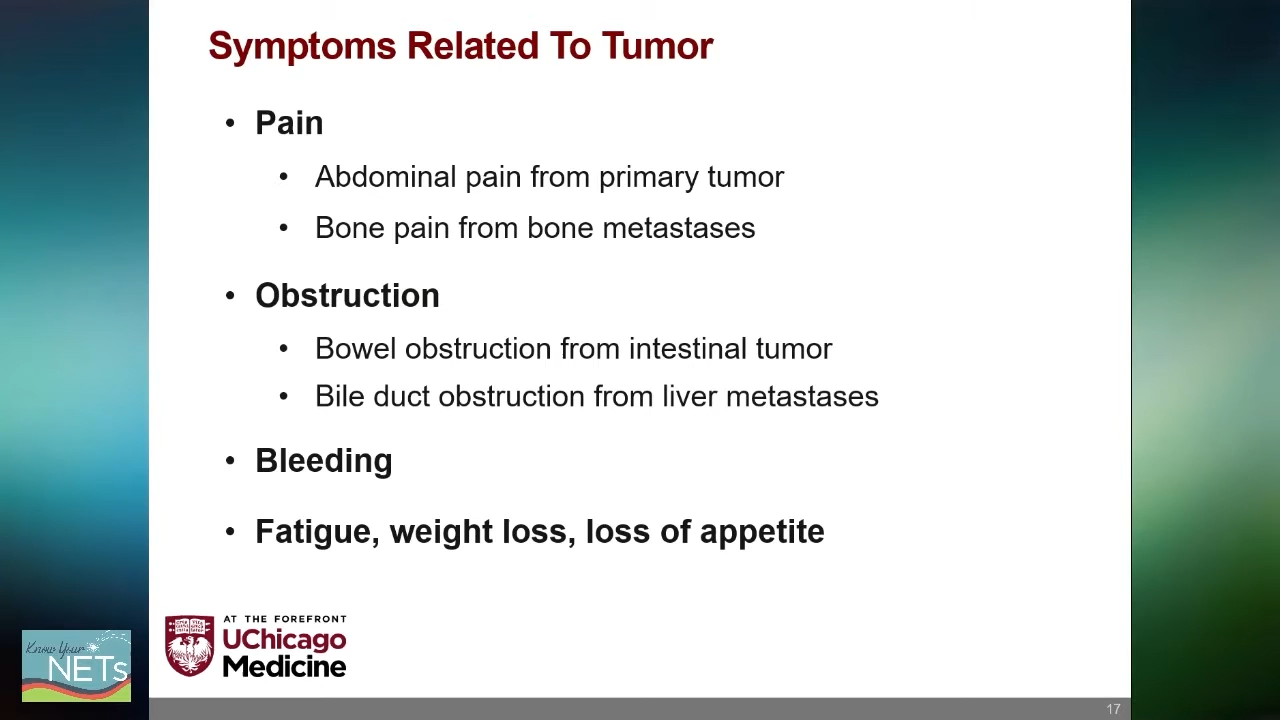 Symptoms Related To Tumor
• Pain
• Abdominal pain from primary tumor
• Bone pain from bone metastases
• Obstruction
• Bowel obstruction from intestinal tumor
• Bile duct obstruction from liver metastases
• Bleeding
• Fatigue, weight loss, loss of appetite
AT THE FOREFRONT
UChicago
Medicine
Know Your
NETs
17